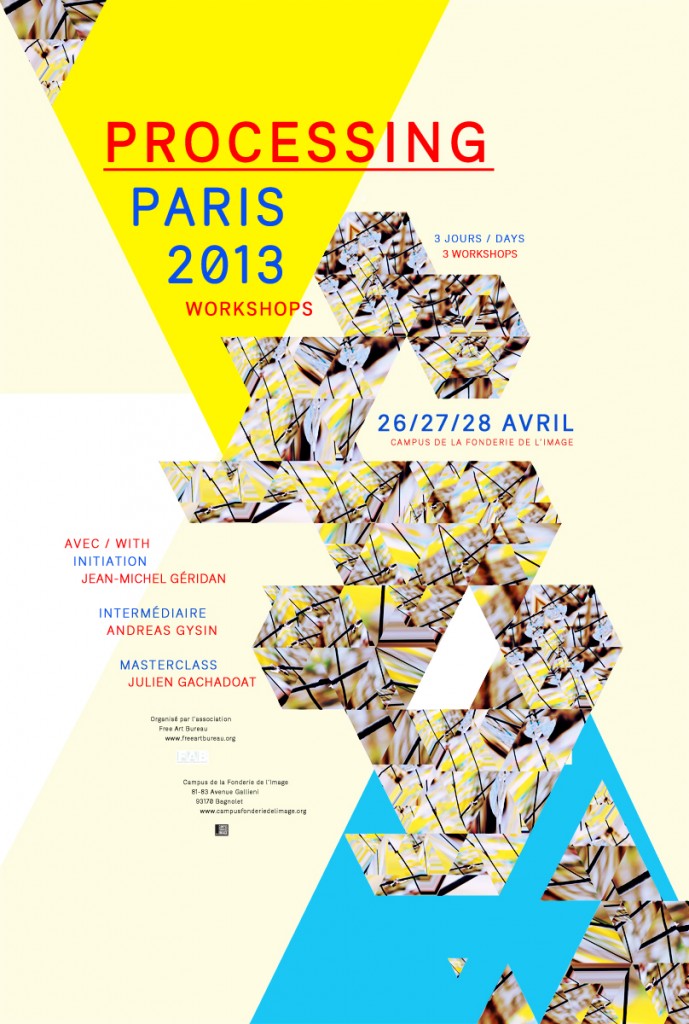 PROCESSING
PARIS
2013
WORKSHOPS
3 JOURS / DAYS
3 WORKSHOPS
26/27/28 AVRIL
CAMPUS DE LA FONDERIE DE L'IMAGE
AVEC / WITH
INITIATION
JEAN-MICHEL GÉRIDAN
INTERMÉDIAIRE
ANDREAS GYSIN
MASTERCLASS
JULIEN GACHADOAT
Organisé par l'association
Free Art Bureau
www.freeartbureau.org
FAB
Campus de la Fonderie de l'Image
81-83 Avenue Gallieni
93170 Bagnolet
www.campusfonderiedelimage.org